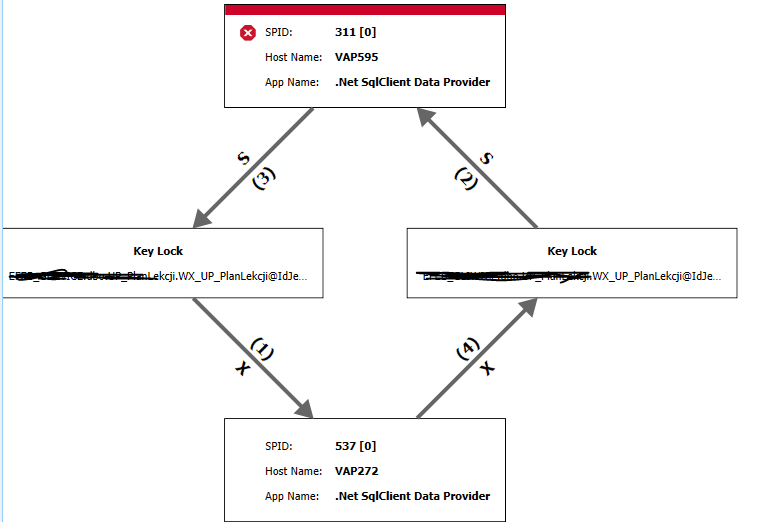 SPID: 311 [0]
Host Name: VAP595
App Name: .Net SqlClient Data Provider
S
(3)
S
(2)
Key Lock
Lekcji.WX_UP_PlanLekcji@IdJe...
Key Lock
WX_UP_PlanLekcji@IdJe...
(1)
X
(4)
X
SPID: 537 [0]
Host Name: VAP272
App Name: .Net SqlClient Data Provider